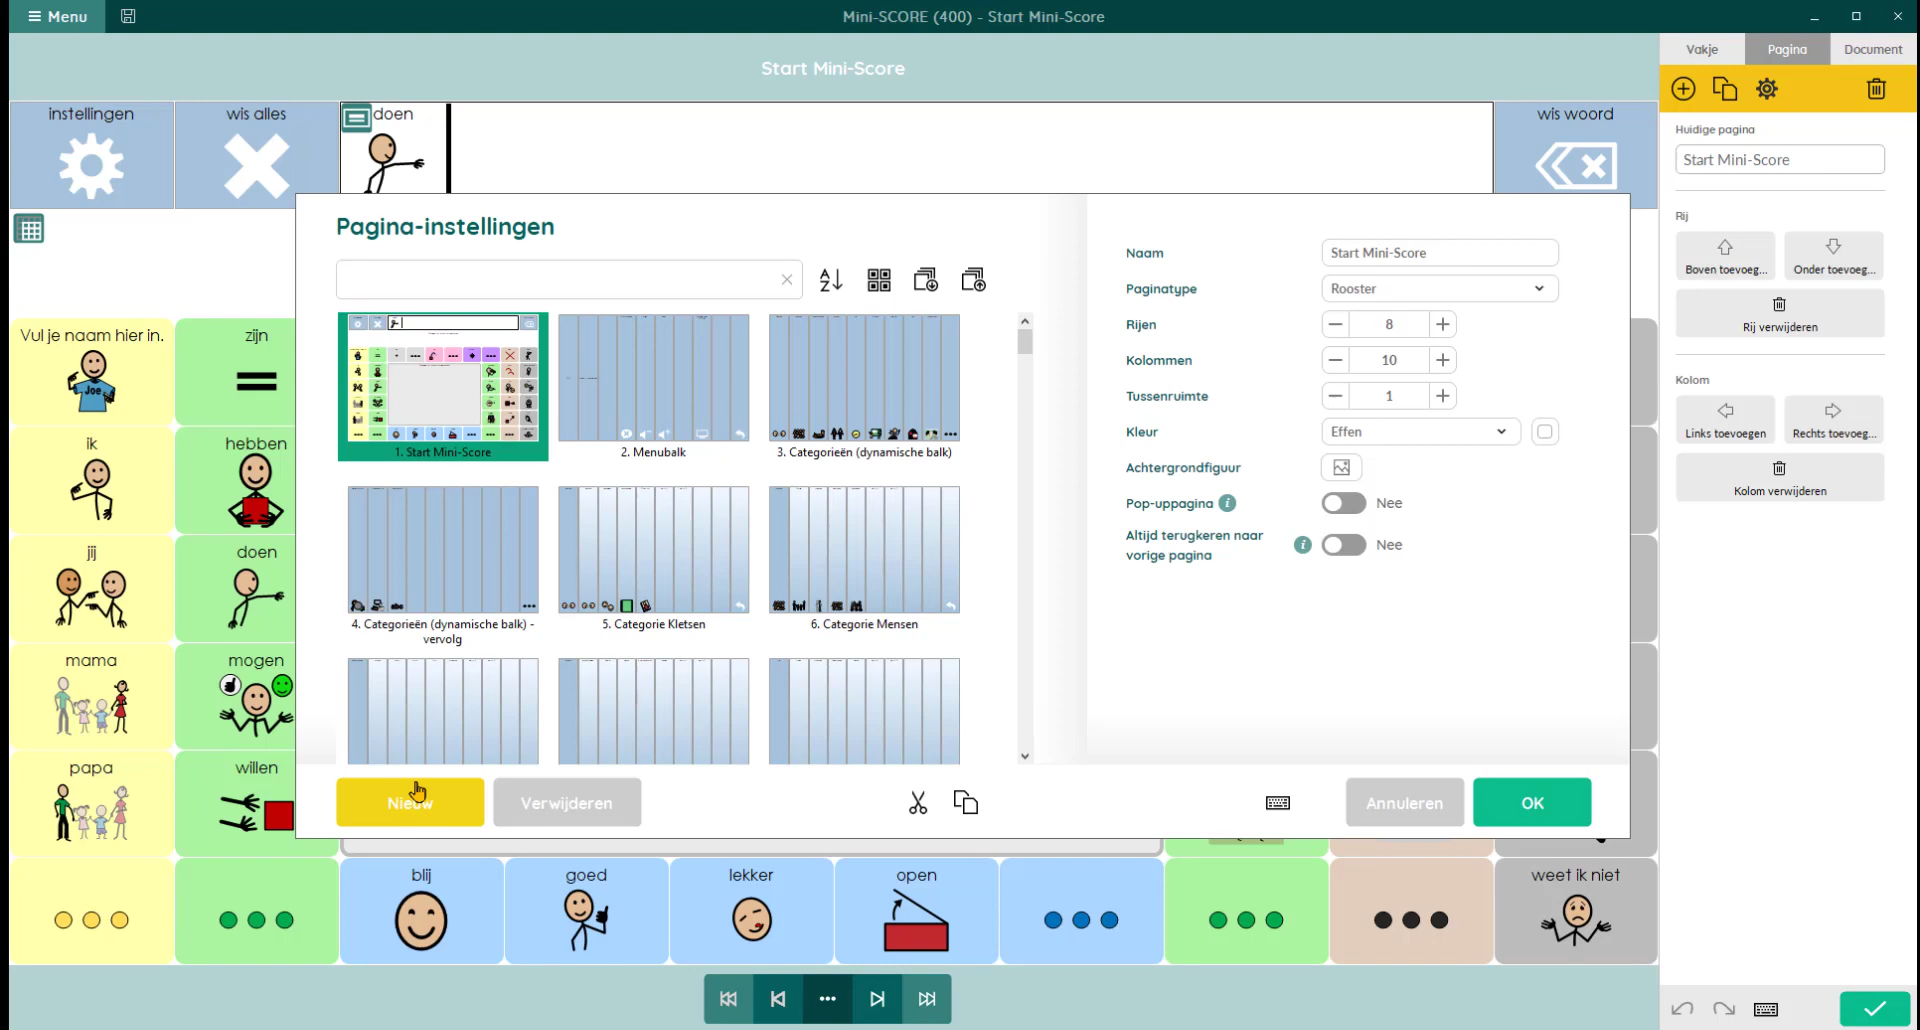 Menu
Mini-SCORE (400) - Start Mini-Score
Vakje
Pagina
Document
Start Mini-Score
instellingen
wis alles
doen
wis woord
Huidige pagina
Start Mini-Score
Rij
Boven toevoeg...
Onder toevoeg...
Rij verwijderen
Kolom
Links toevoegen
Rechts toevoeg...
Kolom verwijderen
Pagina-instellingen
1. Start Mini-Score
2. Menubalk
3. Categorieën (dynamische balk)
4. Categorieën (dynamische balk) -
vervolg
5. Categorie Kletsen
6. Categorie Mensen
Naam
Start Mini-Score
Paginatype
Rooster
Rijen
8
Kolommen
10
Tussenruimte
1
Kleur
Effen
Achtergrondfiguur
Pop-uppagina
Nee
Altijd terugkeren naar
vorige pagina
Nee
Nieuw
Verwijderen
Annuleren
OK
Vul je naam hier in.
Joe
zijn
ik
hebben
jij
doen
mama
mogen
papa
willen
blij
goed
lekker
open
weet ik niet